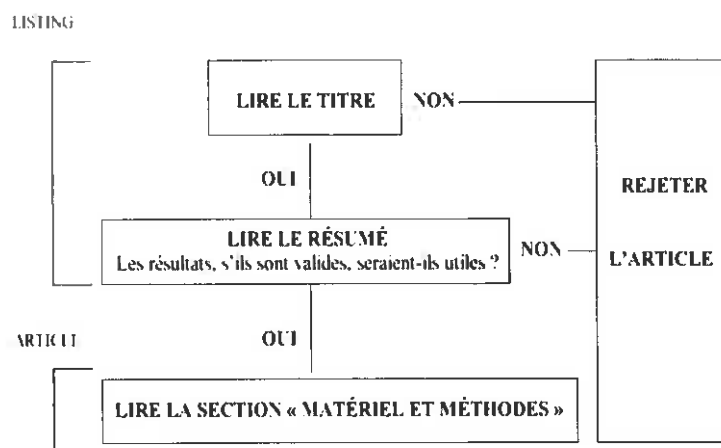 LISTING
LIRE LE TITRE
NON
OUI
REJETER
L'ARTICLE
LIRE LE RÉSUMÉ
Les résultats, s'ils sont valides, seraient-ils utiles ?
NON
OUI
ARTICLE
LIRE LA SECTION « MATÉRIEL ET MÉTHODES »